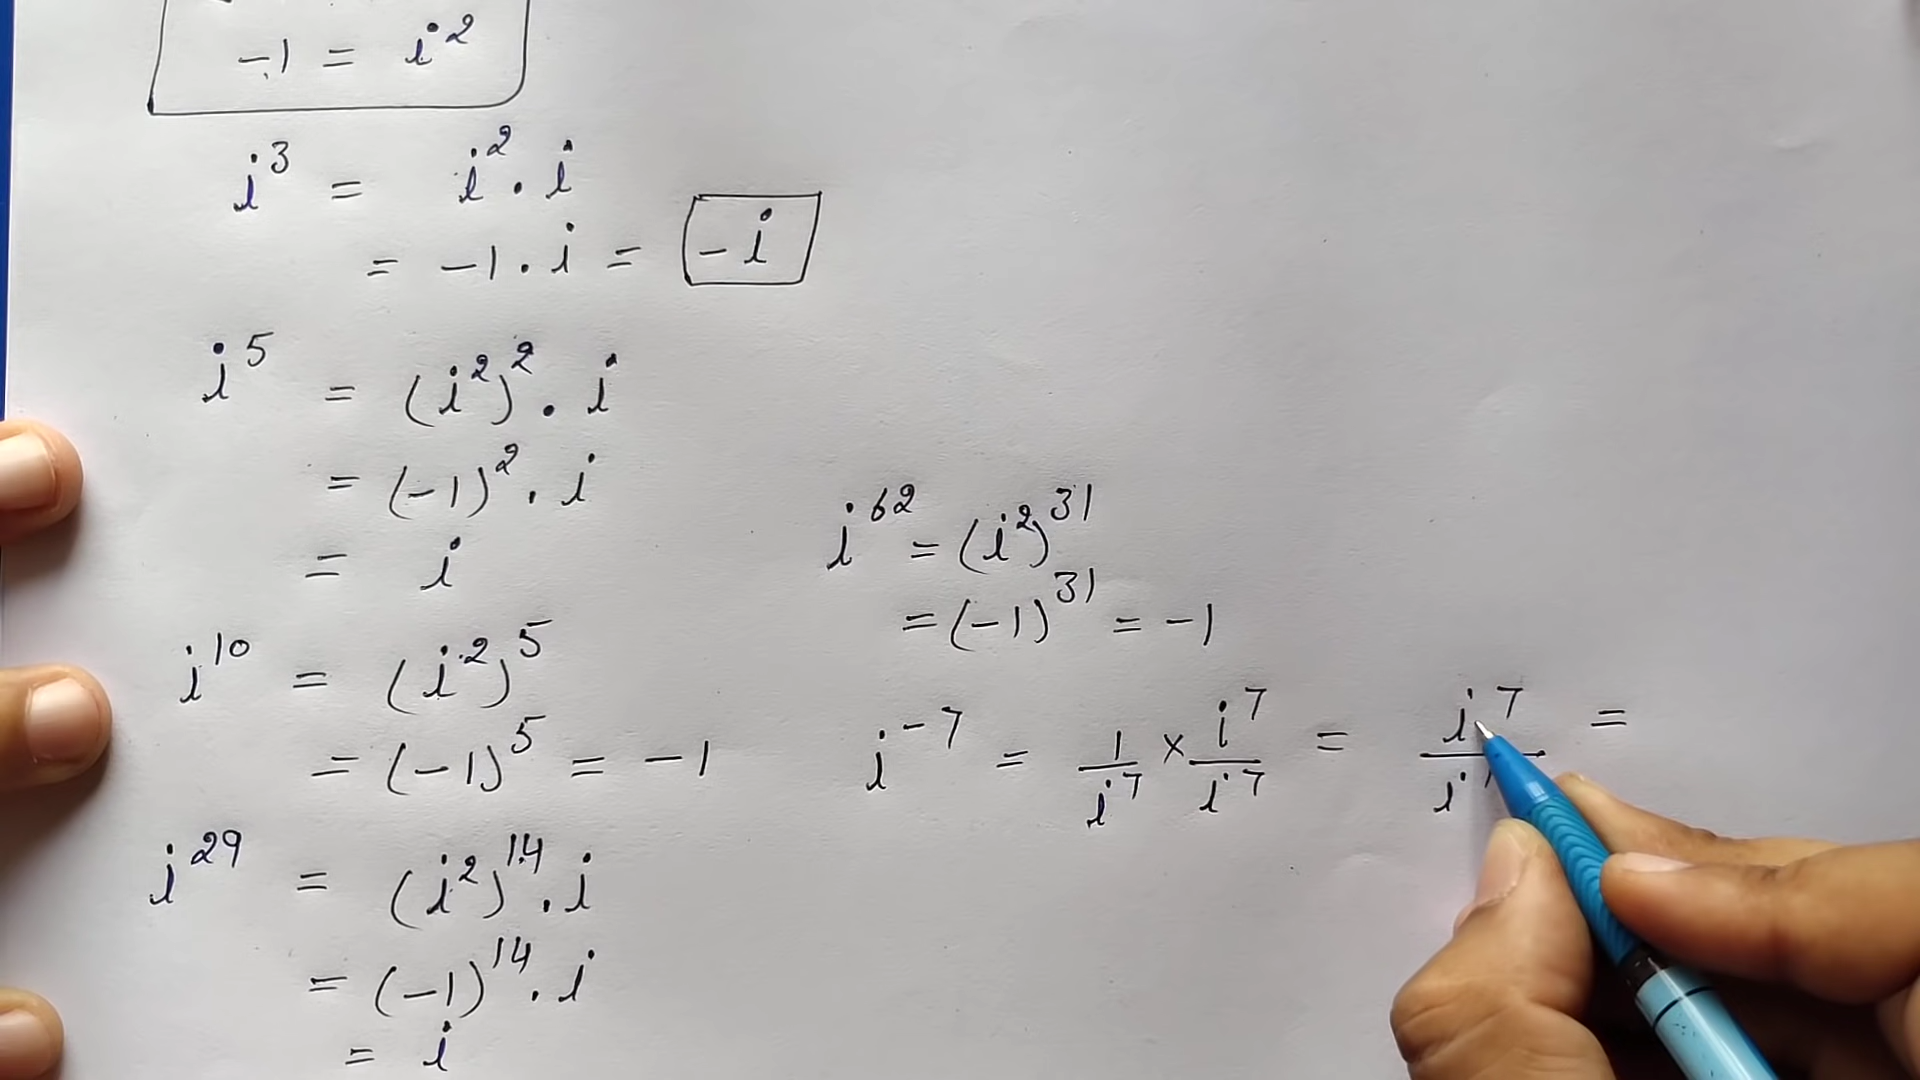 -1 = i²
i³ = i² · i
= -1 · i = -i
i⁵ = (i²)² · i
= (-1)² · i
= i
i¹⁰ = (i²)⁵
= (-1)⁵ = -1
i²⁹ = (i²)¹⁴ · i
= (-1)¹⁴ · i
= i
i⁶² = (i²)³¹
= (-1)³¹ = -1
i⁻⁷ = 1/i⁷ × i⁷/i⁷ = i⁷/i =